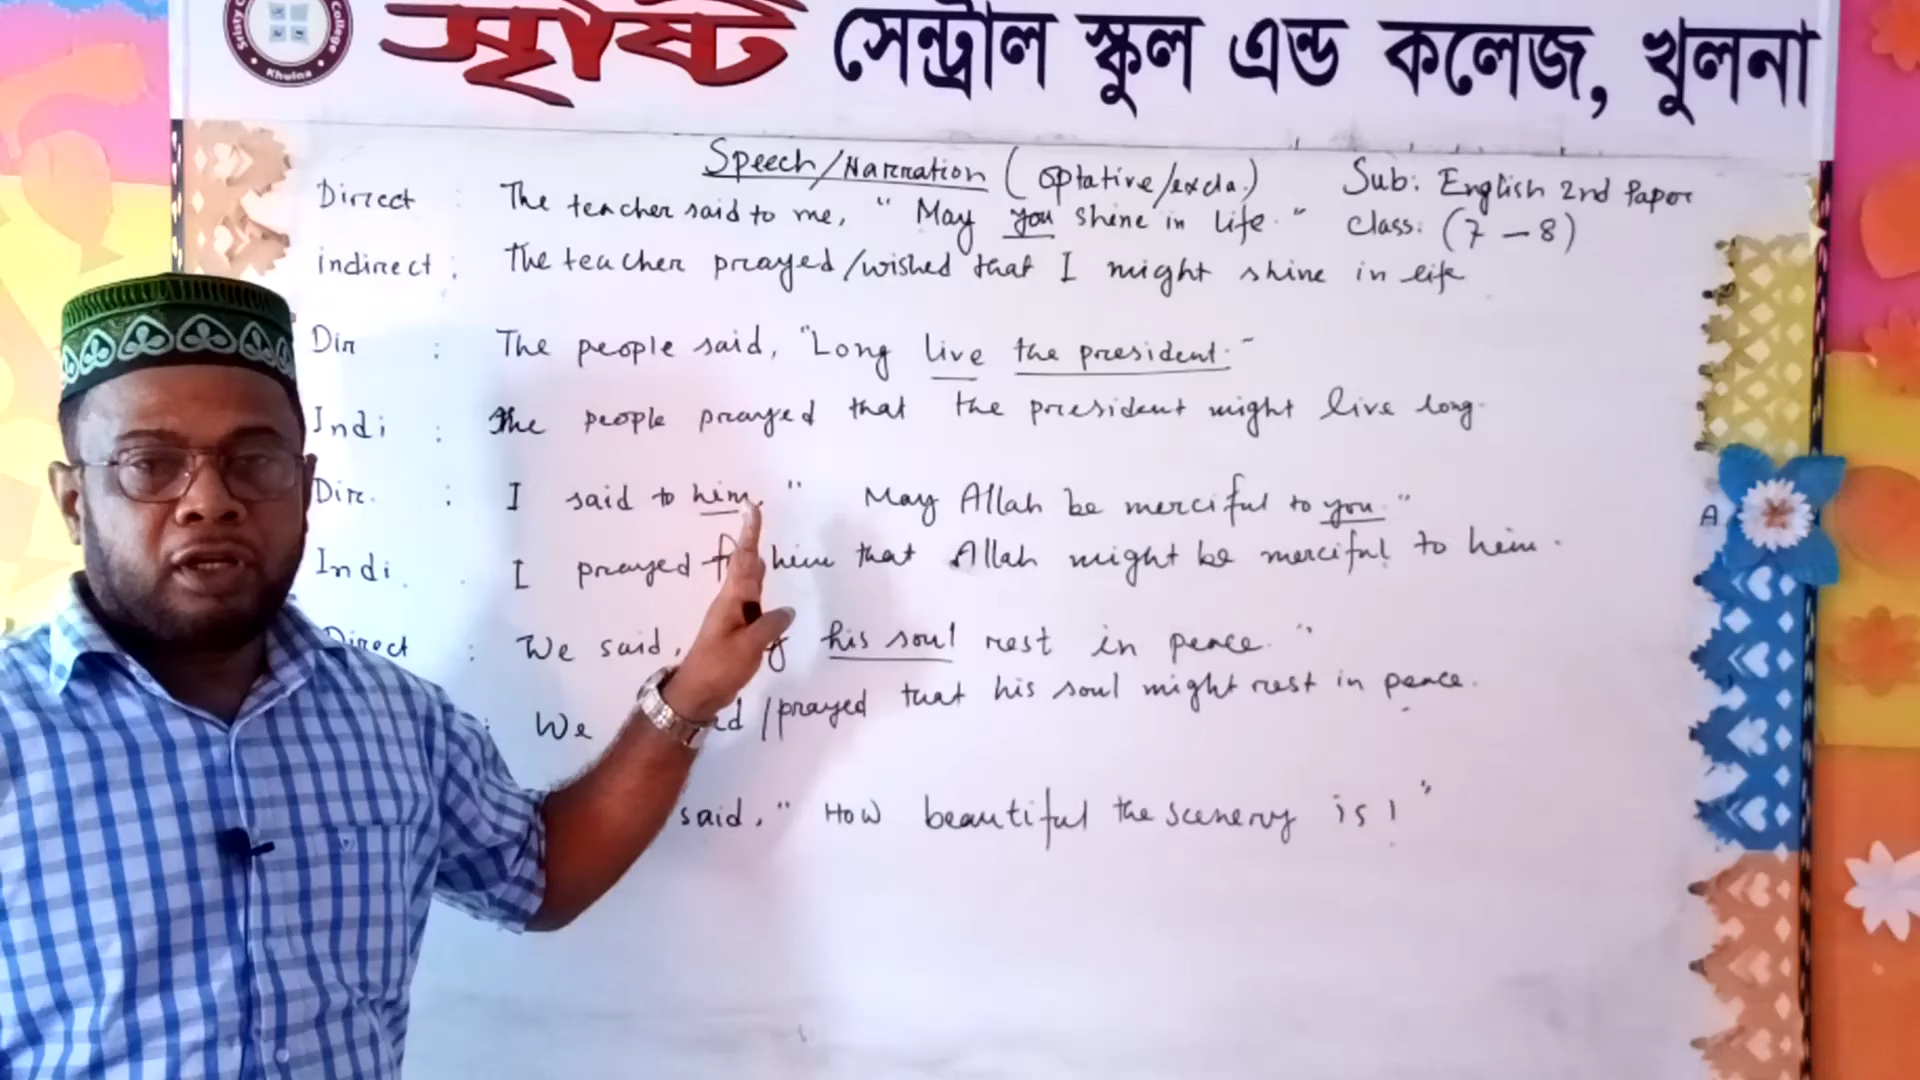 Srisity C College
Khulna
সৃষ্টি সেন্ট্রাল স্কুল এন্ড কলেজ, খুলনা
Speech/Narration (optative/excla.) Sub: English 2nd Paper
Direct : The teacher said to me, "May you shine in life." Class: (7-8)
indirect : The teacher prayed/wished that I might shine in life
Dir : The people said, "Long live the president."
Indi : The people prayed that the president might live long.
Dir. : I said to him, " May Allah be merciful to you."
Indi. : I prayed him that Allah might be merciful to him.
A
Direct : We said, his soul rest in peace."
: We /prayed that his soul might rest in peace.
said, " How beautiful the scenery is! "